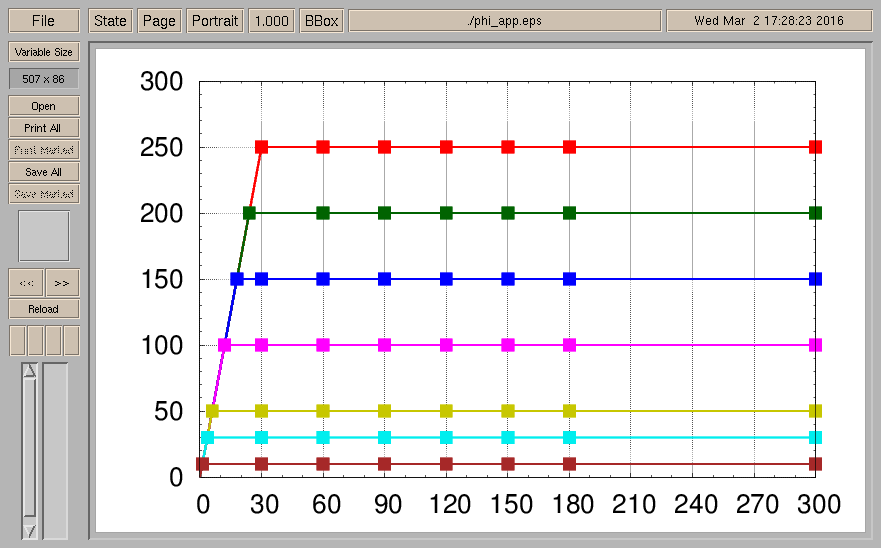 File State Page Portrait 1.000 BBox ./phi_app.eps Wed Mar 2 17:28:23 2016
Variable Size
507 x 86
Open
Print All
Print Marked
Save All
Save Marked
<< >>
Reload
300
250
200
150
100
50
0
0 30 60 90 120 150 180 210 240 270 300